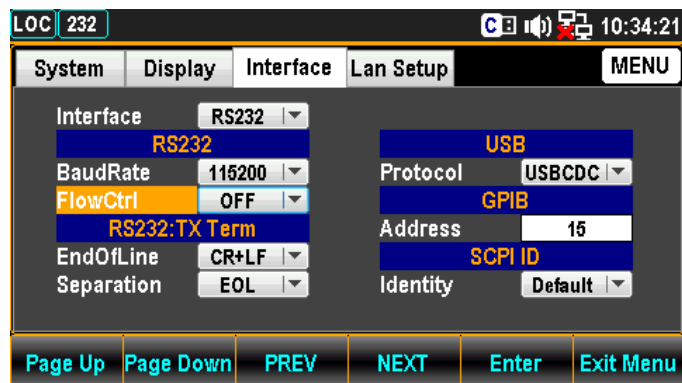 LOC 232 C 10:34:21
System Display Interface Lan Setup MENU
Interface RS232
RS232 USB
BaudRate 115200 Protocol USBCDC
FlowCtrl OFF GPIB
RS232:TX Term Address 15
EndOfLine CR+LF SCPI ID
Separation EOL Identity Default
Page Up Page Down PREV NEXT Enter Exit Menu